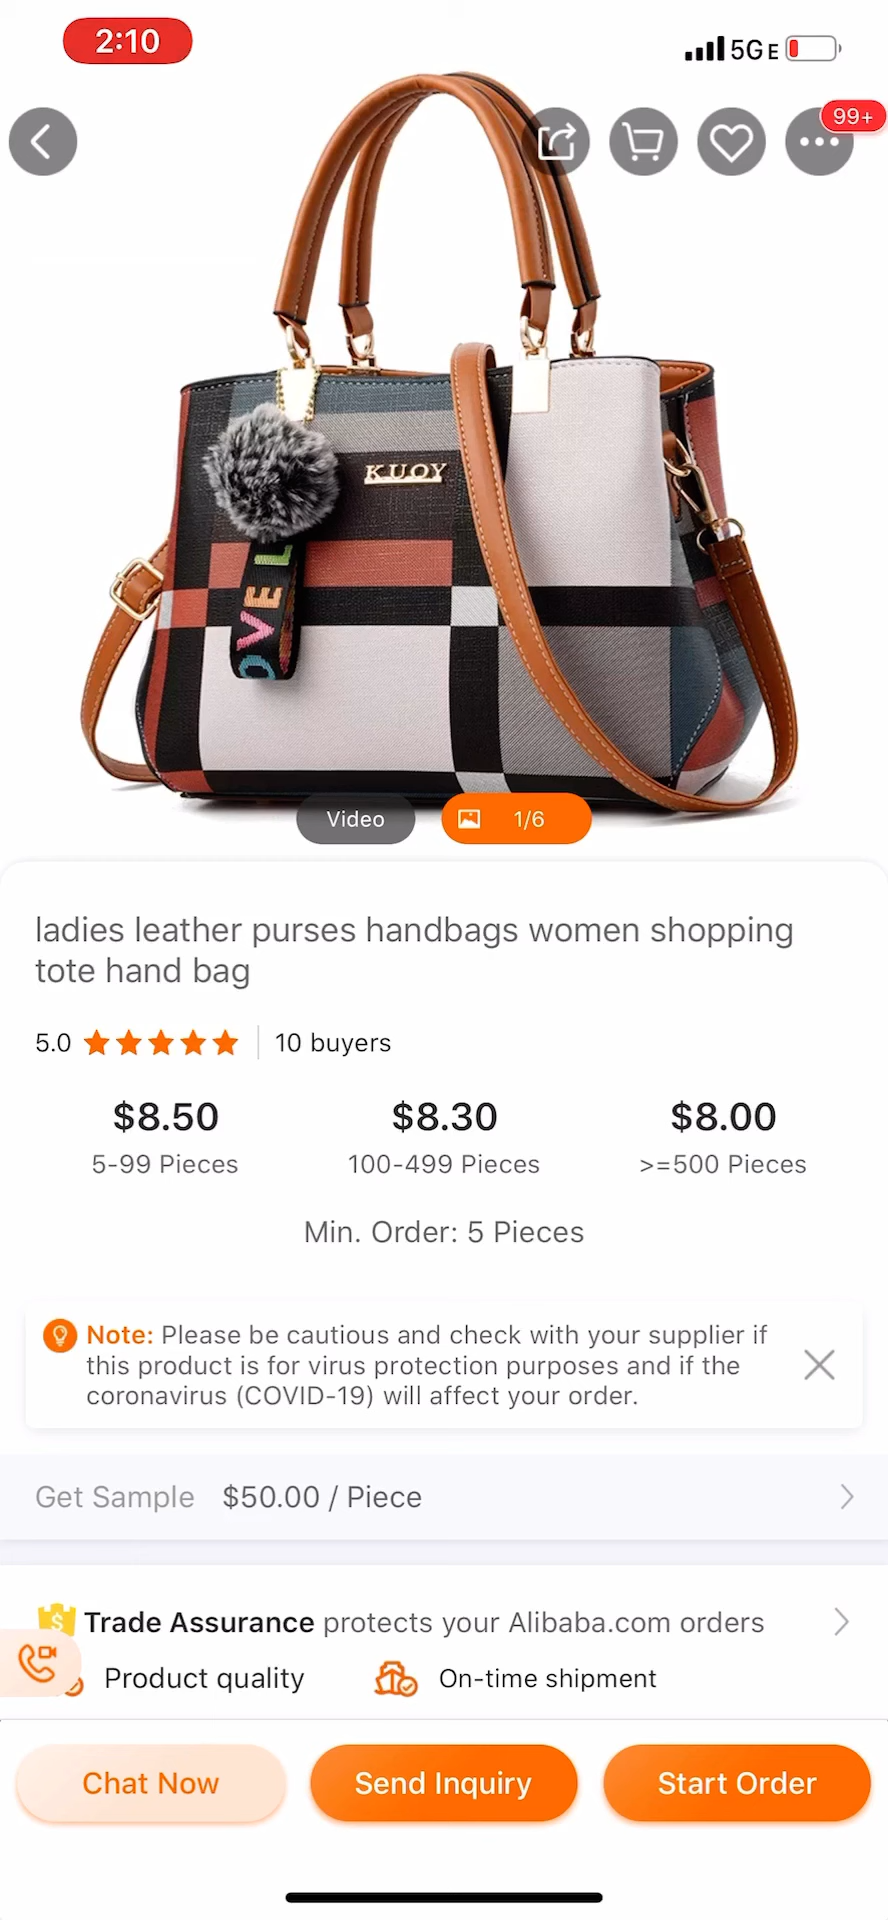 2:10
5G E
99+
KUOY
LOVE
Video
1/6
ladies leather purses handbags women shopping
tote hand bag
5.0
10 buyers
$8.50
$8.30
$8.00
5-99 Pieces
100-499 Pieces
>=500 Pieces
Min. Order: 5 Pieces
Note: Please be cautious and check with your supplier if
this product is for virus protection purposes and if the
coronavirus (COVID-19) will affect your order.
Get Sample $50.00 / Piece
Trade Assurance protects your Alibaba.com orders
Product quality
On-time shipment
Chat Now
Send Inquiry
Start Order